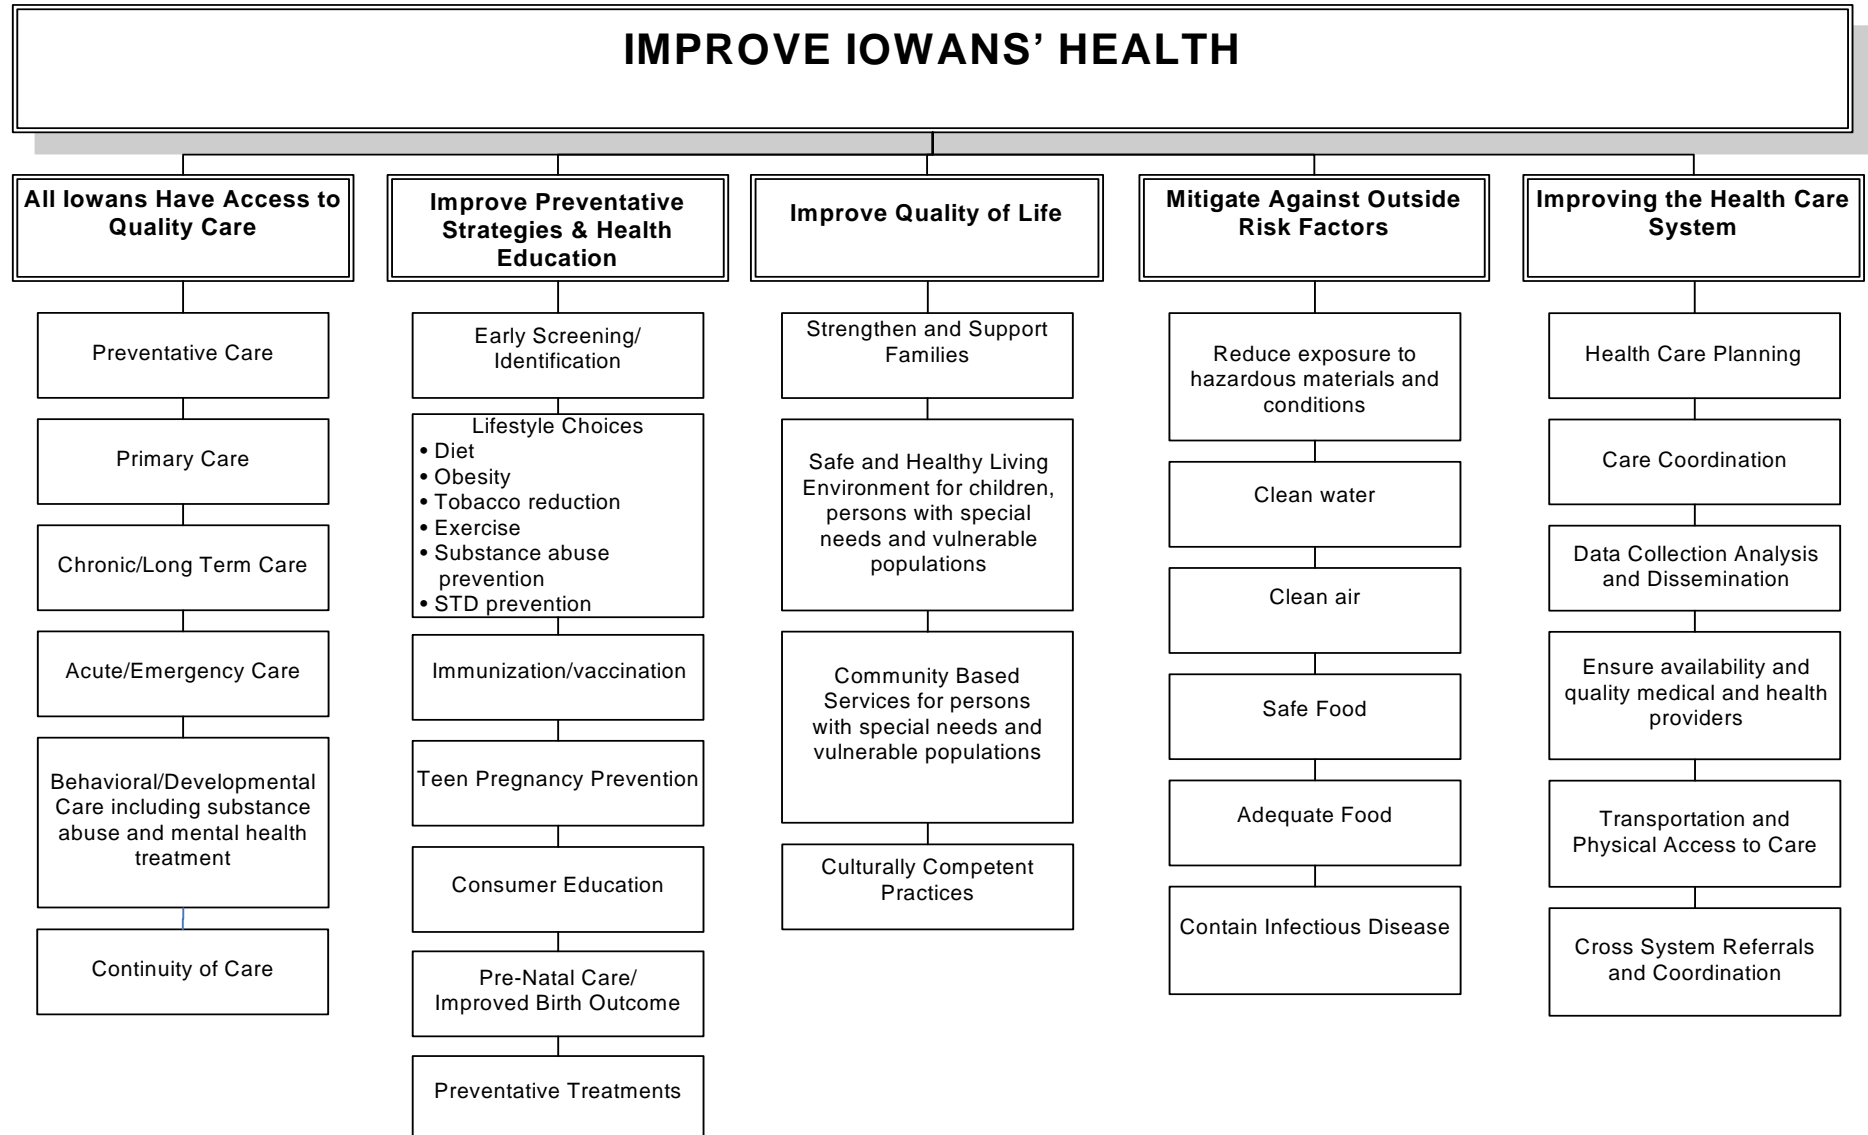 IMPROVE IOWANS’ HEALTH
All Iowans Have Access to
Quality Care
Preventative Care
Primary Care
Chronic/Long Term Care
Acute/Emergency Care
Behavioral/Developmental
Care including substance
abuse and mental health
treatment
Continuity of Care
Improve Preventative
Strategies & Health
Education
Early Screening/
Identification
Lifestyle Choices
• Diet
• Obesity
• Tobacco reduction
• Exercise
• Substance abuse
prevention
• STD prevention
Immunization/vaccination
Teen Pregnancy Prevention
Consumer Education
Pre-Natal Care/
Improved Birth Outcome
Preventative Treatments
Improve Quality of Life
Strengthen and Support
Families
Safe and Healthy Living
Environment for children,
persons with special
needs and vulnerable
populations
Community Based
Services for persons
with special needs and
vulnerable populations
Culturally Competent
Practices
Mitigate Against Outside
Risk Factors
Reduce exposure to
hazardous materials and
conditions
Clean water
Clean air
Safe Food
Adequate Food
Contain Infectious Disease
Improving the Health Care
System
Health Care Planning
Care Coordination
Data Collection Analysis
and Dissemination
Ensure availability and
quality medical and health
providers
Transportation and
Physical Access to Care
Cross System Referrals
and Coordination